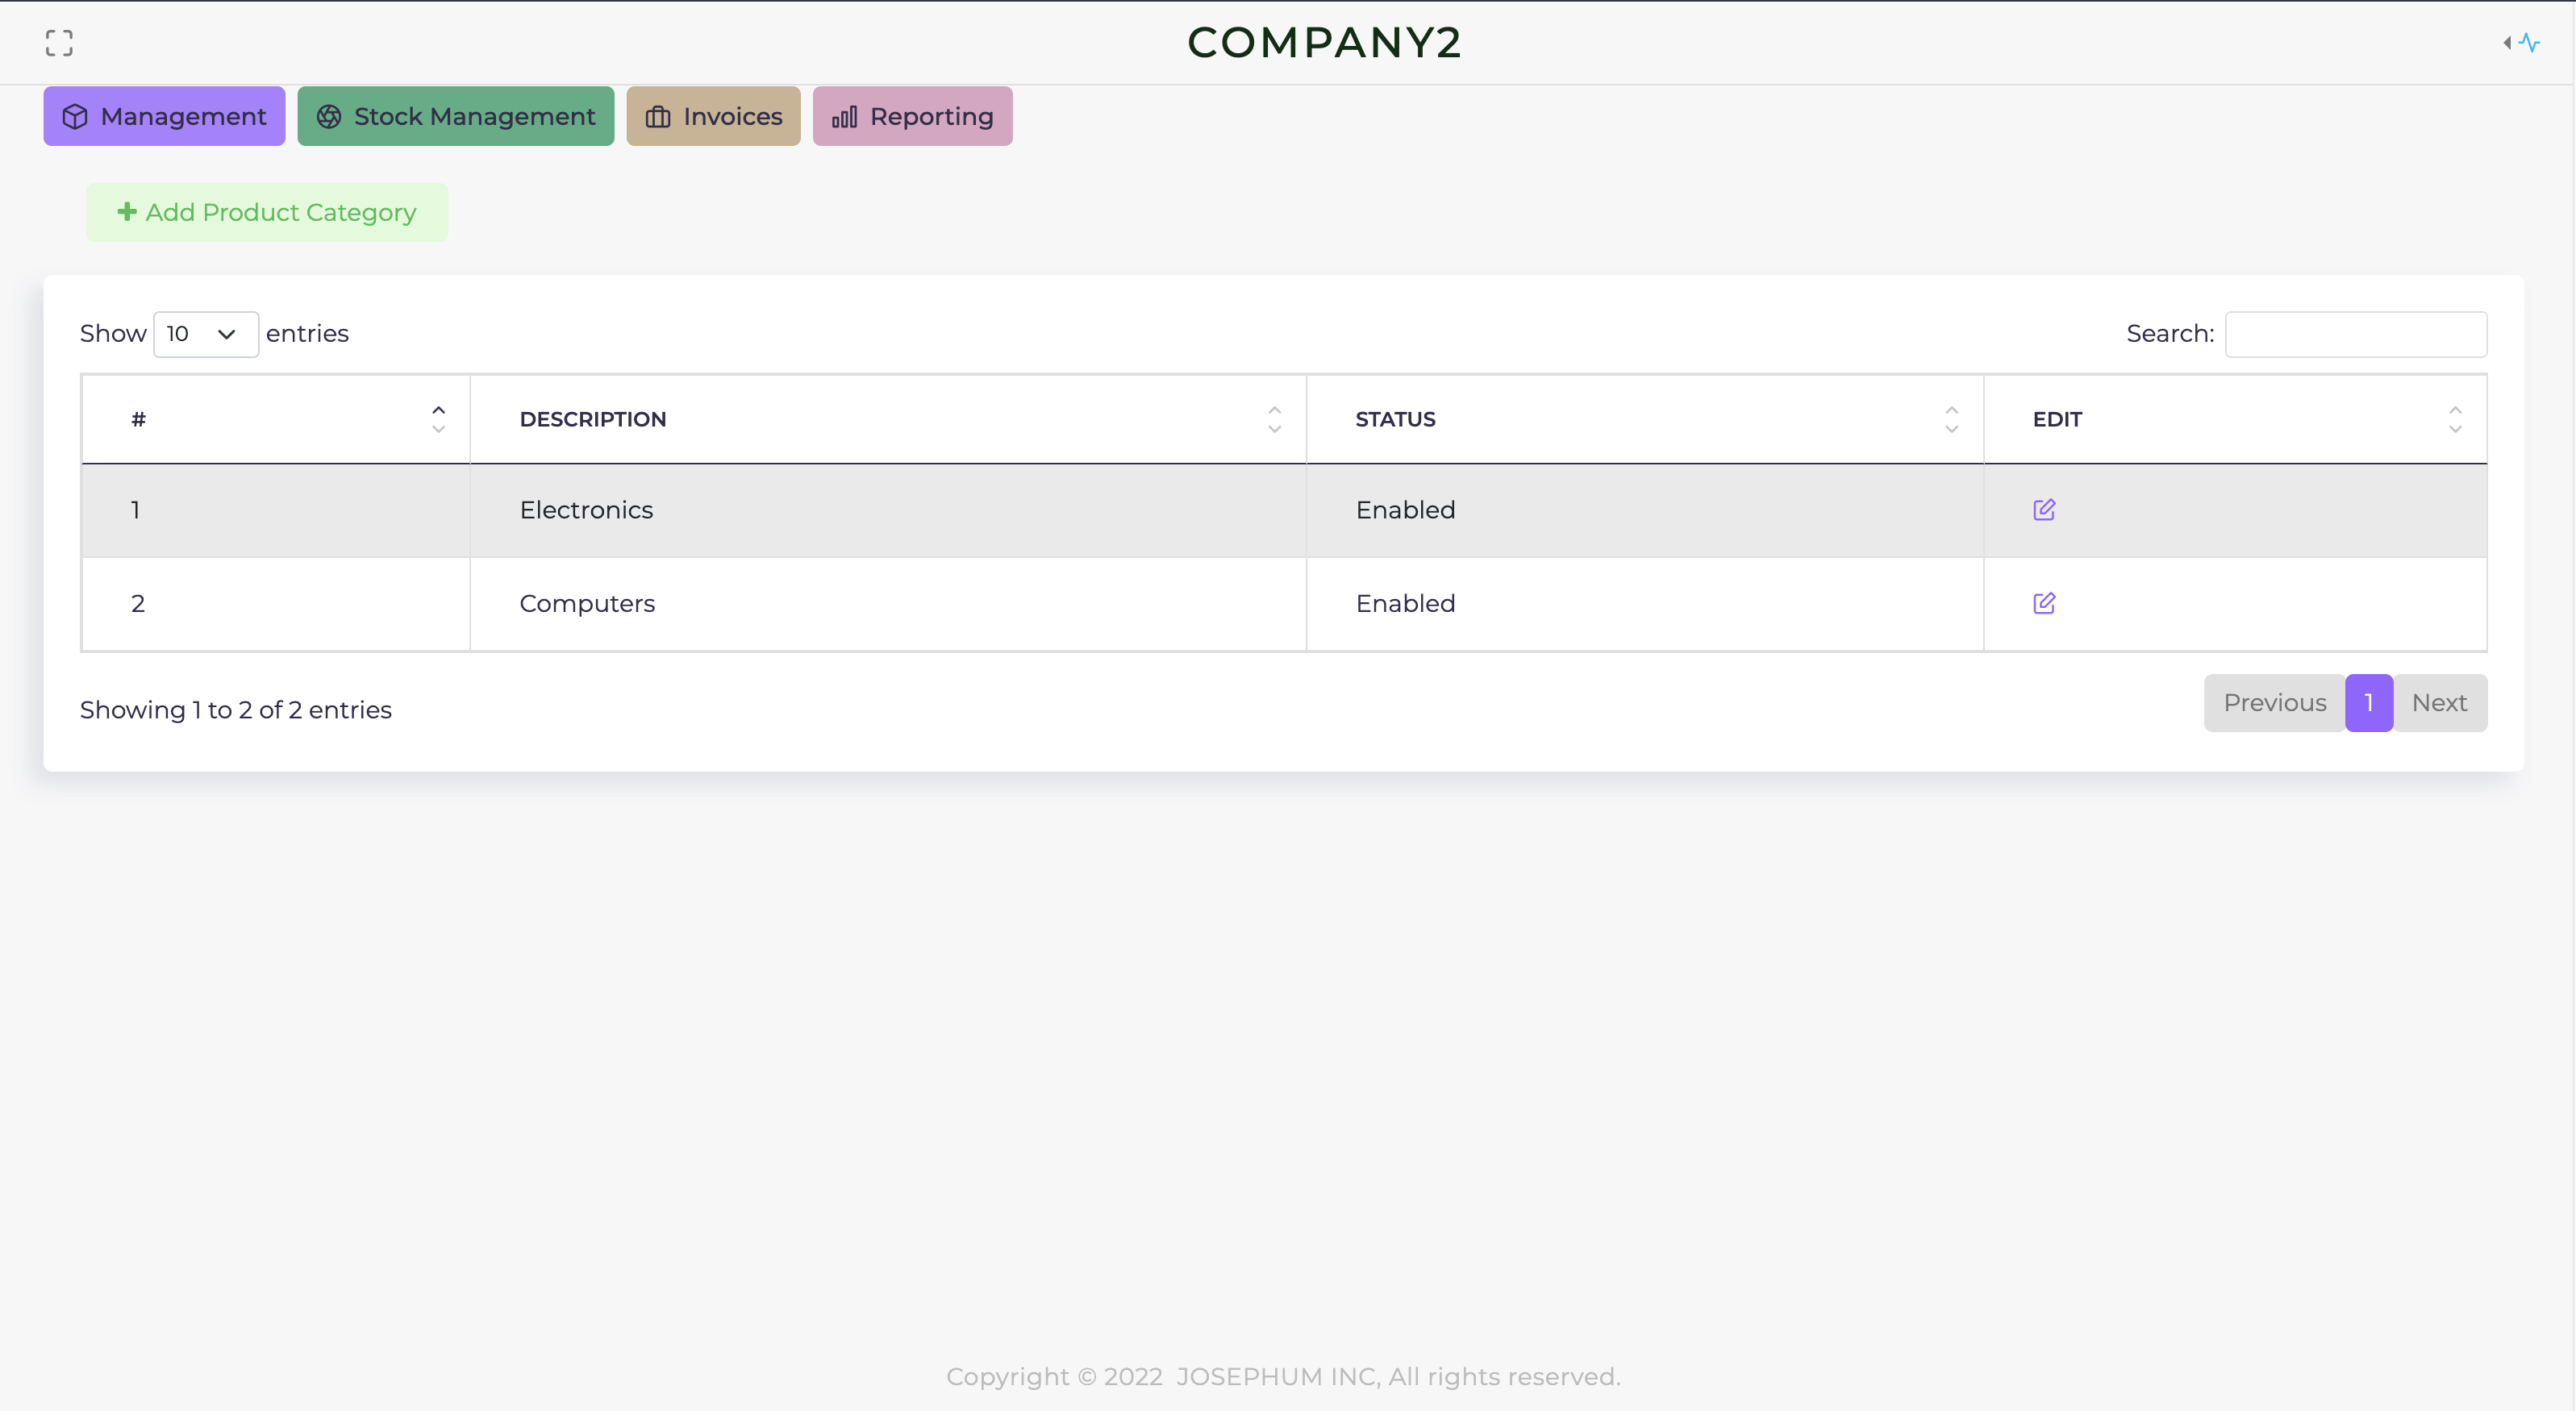 COMPANY2
Management Stock Management Invoices Reporting
Add Product Category
Show 10 entries Search:
# DESCRIPTION STATUS EDIT
1 Electronics Enabled
2 Computers Enabled
Showing 1 to 2 of 2 entries Previous 1 Next
Copyright © 2022 JOSEPHUM INC, All rights reserved.